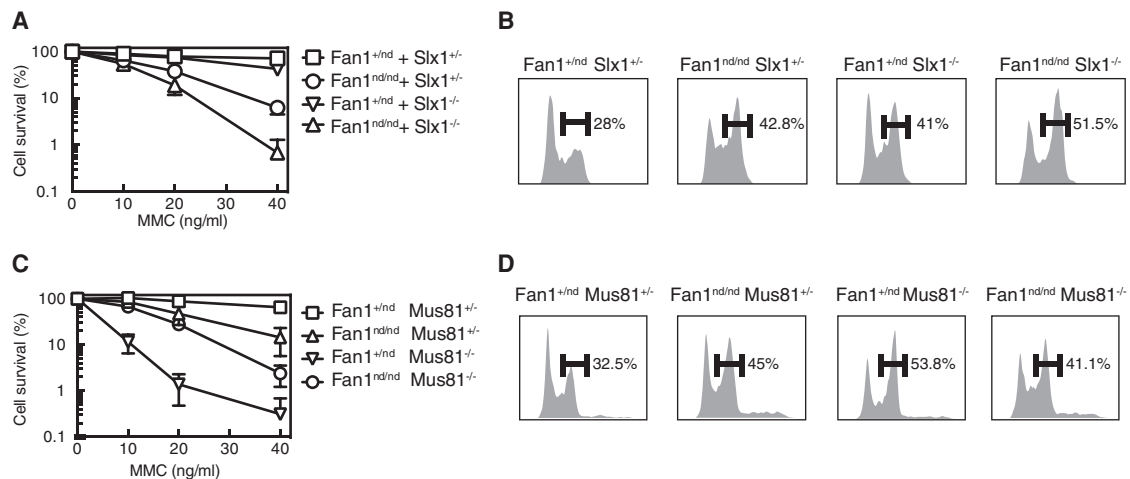 A
Cell survival (%)
100
10
1
0.1
0 10 20 30 40
MMC (ng/ml)
Fan1+/nd + Slx1+/-
Fan1nd/nd + Slx1+/-
Fan1+/nd + Slx1-/-
Fan1nd/nd+ Slx1-/-
B
Fan1+/nd Slx1+/- Fan1nd/nd Slx1+/- Fan1+/nd Slx1-/- Fan1nd/nd Slx1-/-
28% 42.8% 41% 51.5%
C
Cell survival (%)
100
10
1
0.1
0 10 20 30 40
MMC (ng/ml)
Fan1+/nd Mus81+/-
Fan1nd/nd Mus81+/-
Fan1+/nd Mus81-/-
Fan1nd/nd Mus81-/-
D
Fan1+/nd Mus81+/- Fan1nd/nd Mus81+/- Fan1+/nd Mus81-/- Fan1nd/nd Mus81-/-
32.5% 45% 53.8% 41.1%